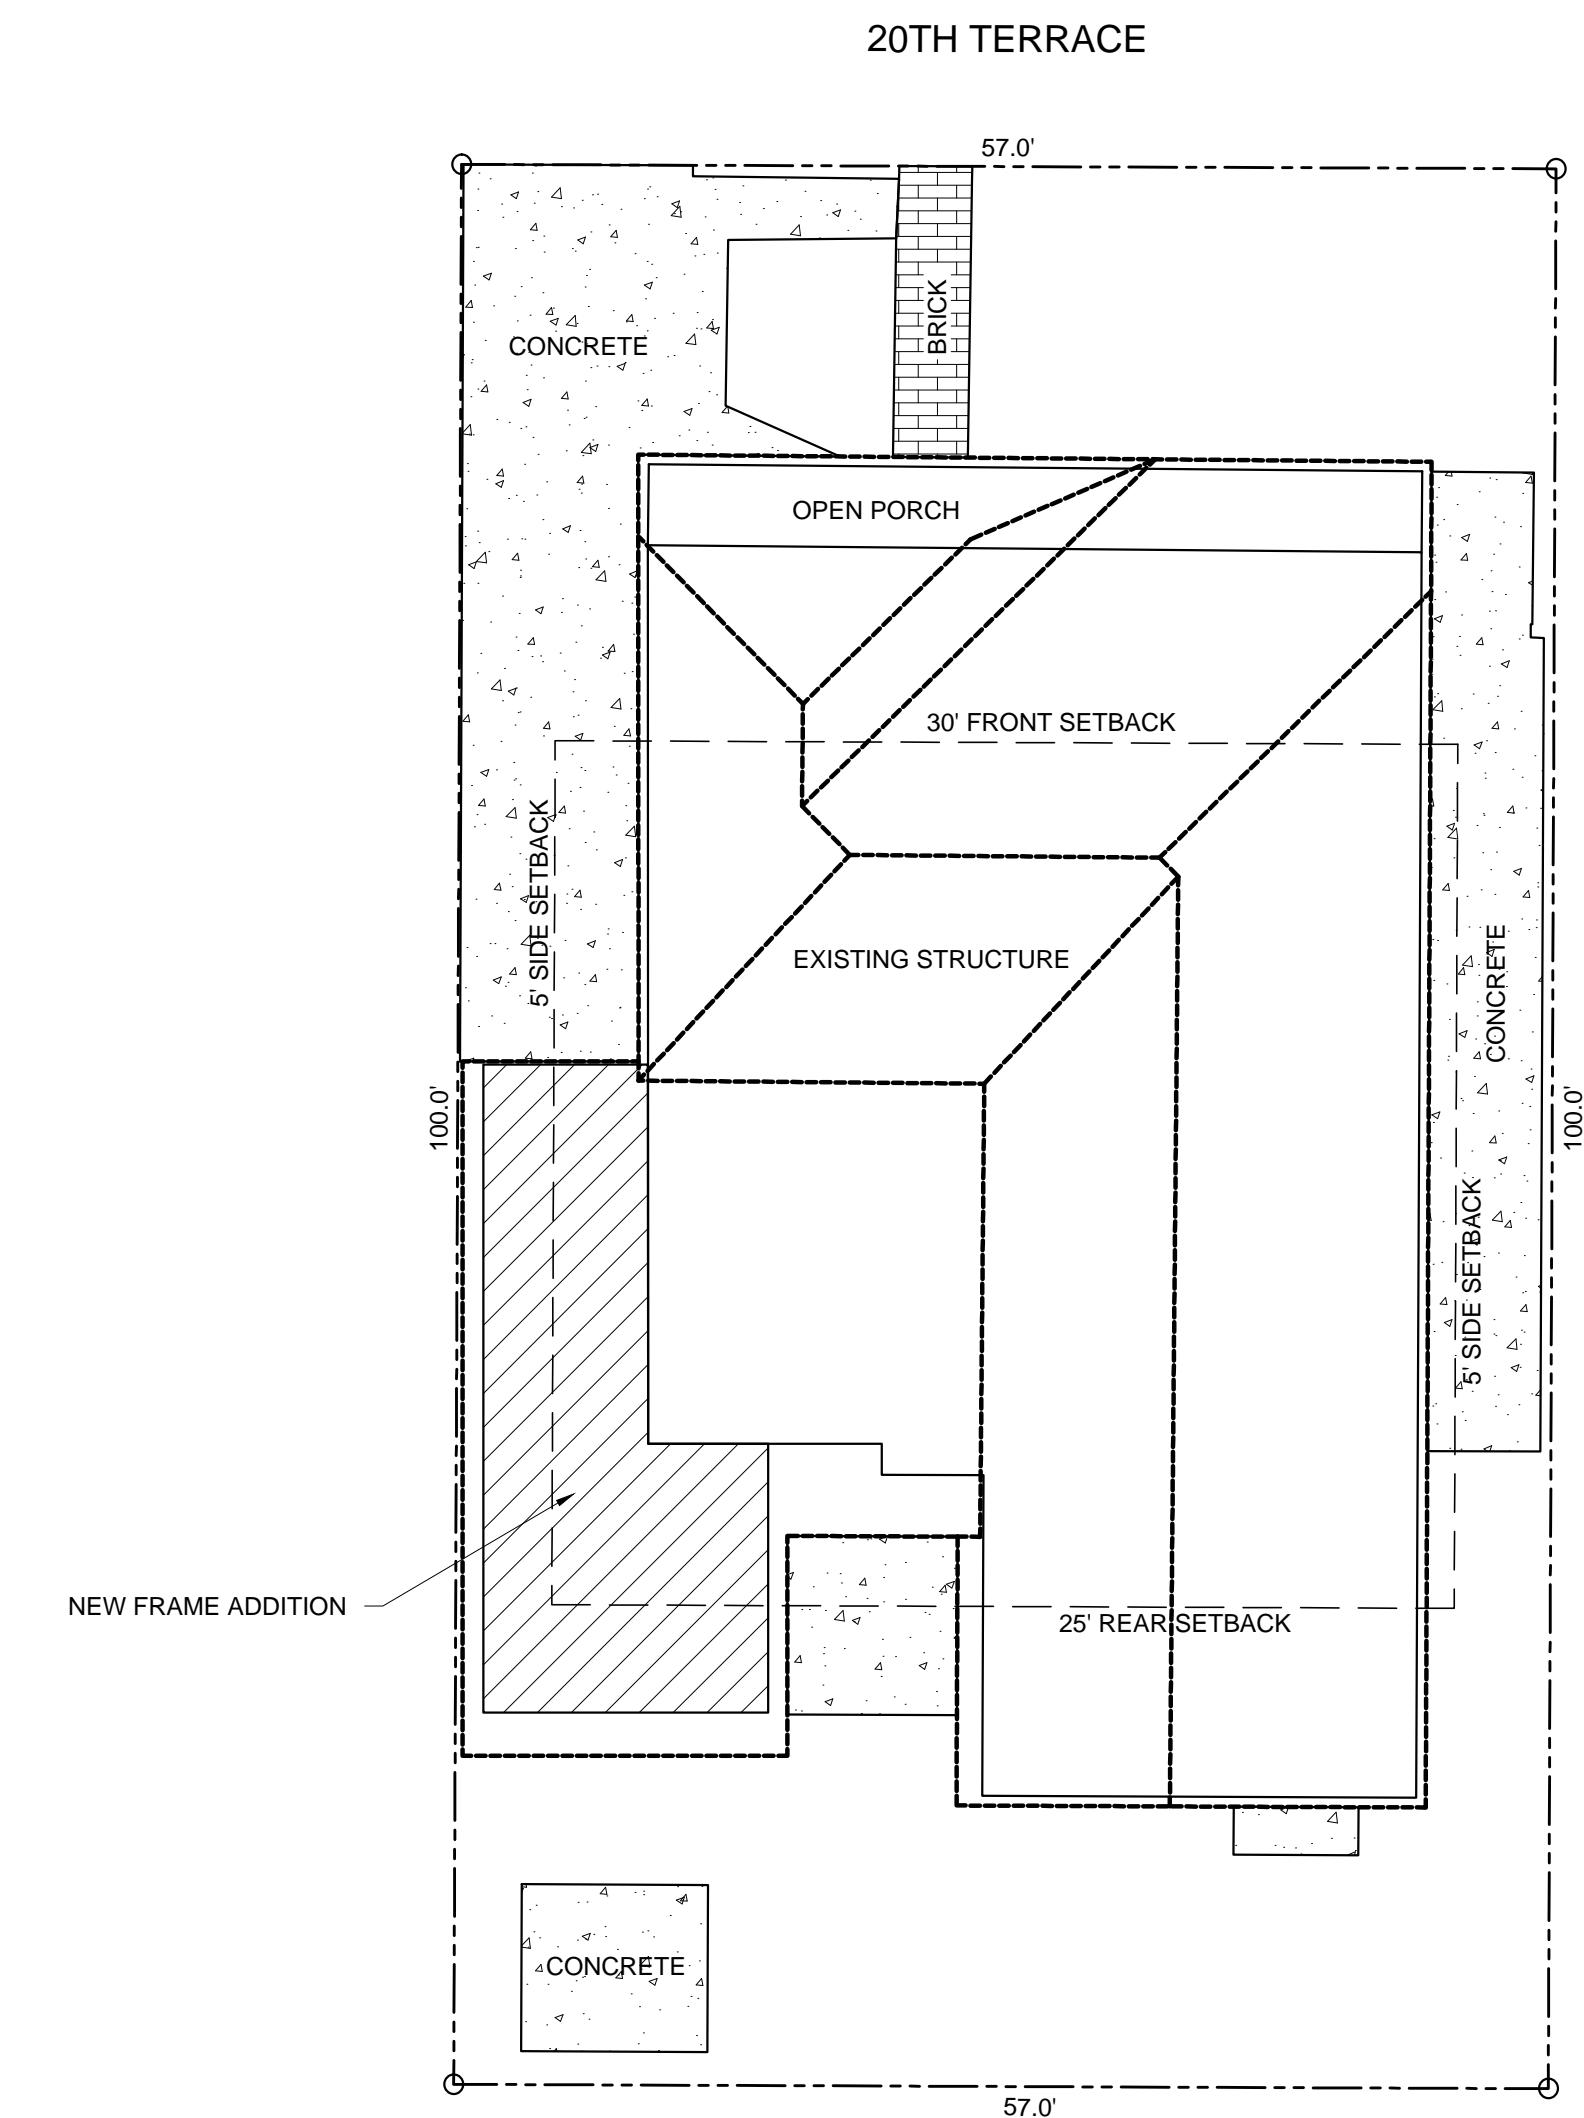 20TH TERRACE
57.0'
BRICK
CONCRETE
OPEN PORCH
30' FRONT SETBACK
5' SIDE SETBACK
EXISTING STRUCTURE
CONCRETE
100.0'
100.0'
5' SIDE SETBACK
NEW FRAME ADDITION
25' REAR SETBACK
CONCRETE
57.0'